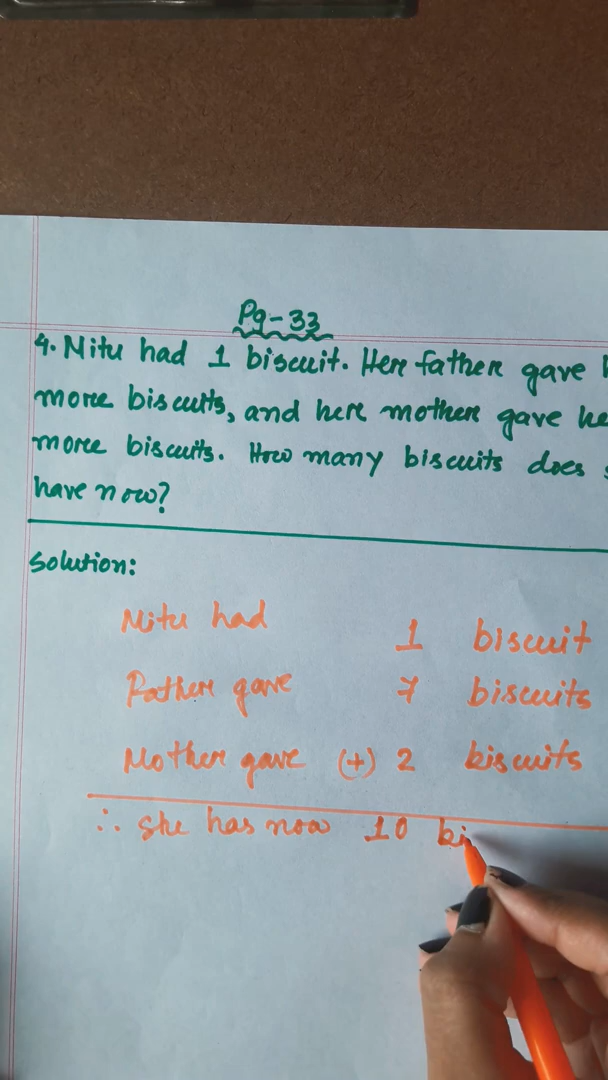 Pg-33
4. Nitu had 1 biscuit. Her father gave
more biscuits, and here mother gave
more biscuits. How many biscuits does
have now?
Solution:
Nitu had 1 biscuit
Father gave 7 biscuits
Mother gave (+) 2 biscuits
∴ She has now 10 bi